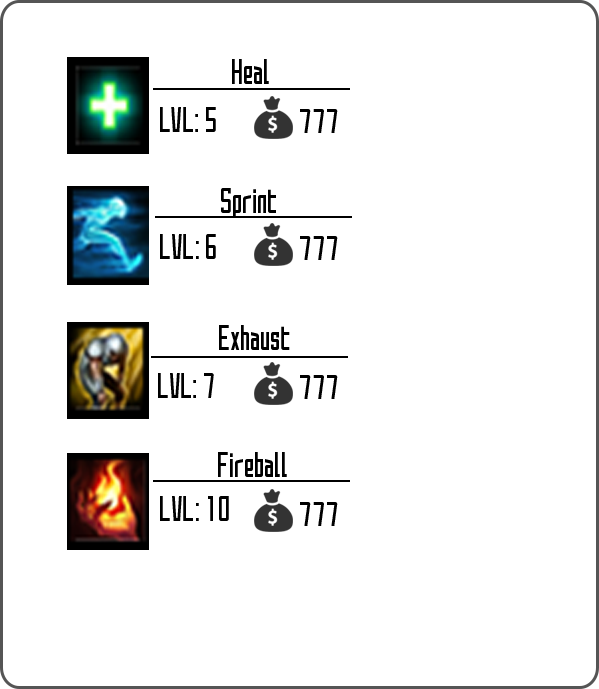 Heal
LVL: 5 $ 777
Sprint
LVL: 6 $ 777
Exhaust
LVL: 7 $ 777
Fireball
LVL: 10 $ 777